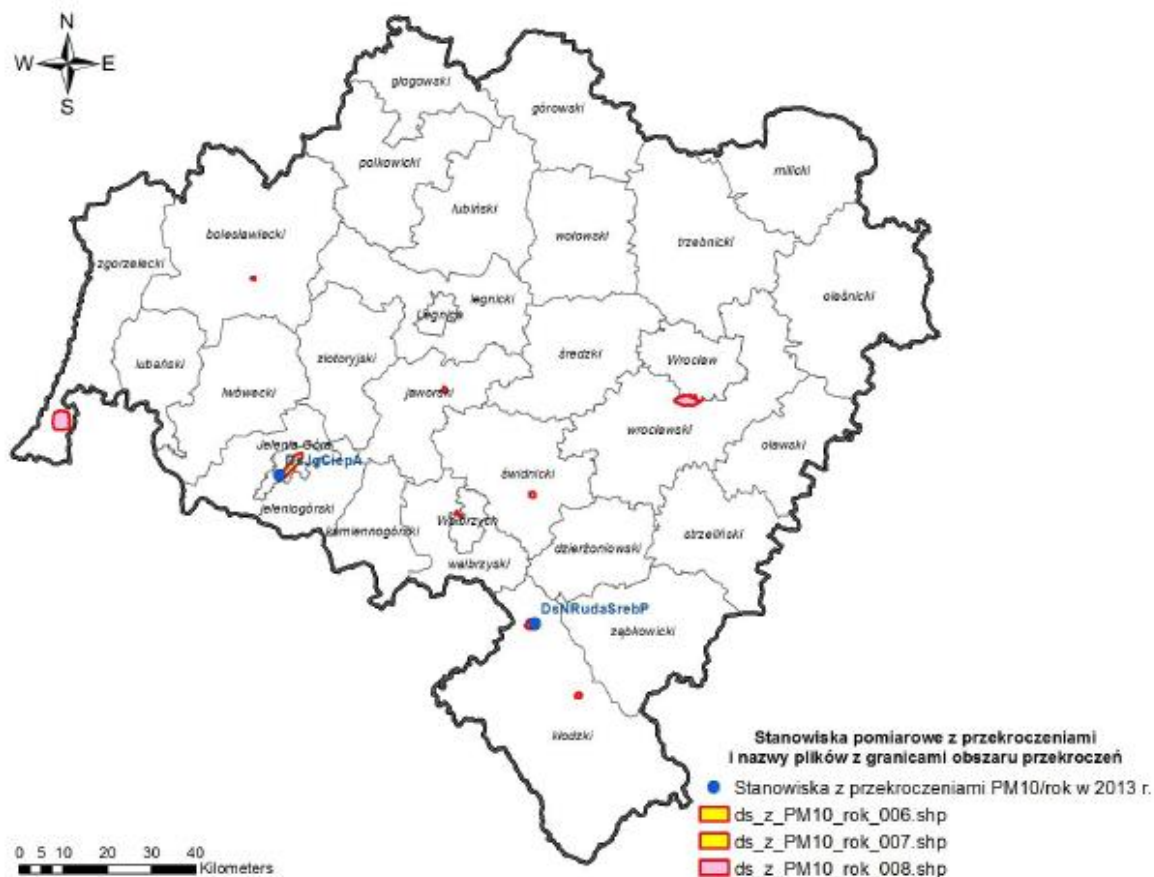 N
W E
S
głogowski
górowski
polkowicki
milicki
lubiński
bolesławiecki
wołowski
trzebnicki
zgorzelecki
oleśnicki
legnicki
Legnica
lubański
złotoryjski
średzki
Wrocław
lwówecki
jaworski
wrocławski
oławski
Jelenia Góra
DsJgCiepA
świdnicki
jeleniogórski
kamiennogórski
Wałbrzych
strzeliński
dzierżoniowski
wałbrzyski
DsNRudaSrebP
ząbkowicki
kłodzki
Stanowiska pomiarowe z przekroczeniami
i nazwy plików z granicami obszaru przekroczeń
Stanowiska z przekroczeniami PM10/rok w 2013 r.
ds_z_PM10_rok_006.shp
ds_z_PM10_rok_007.shp
ds_z_PM10_rok_008.shp
0 5 10 20 30 40
Kilometers